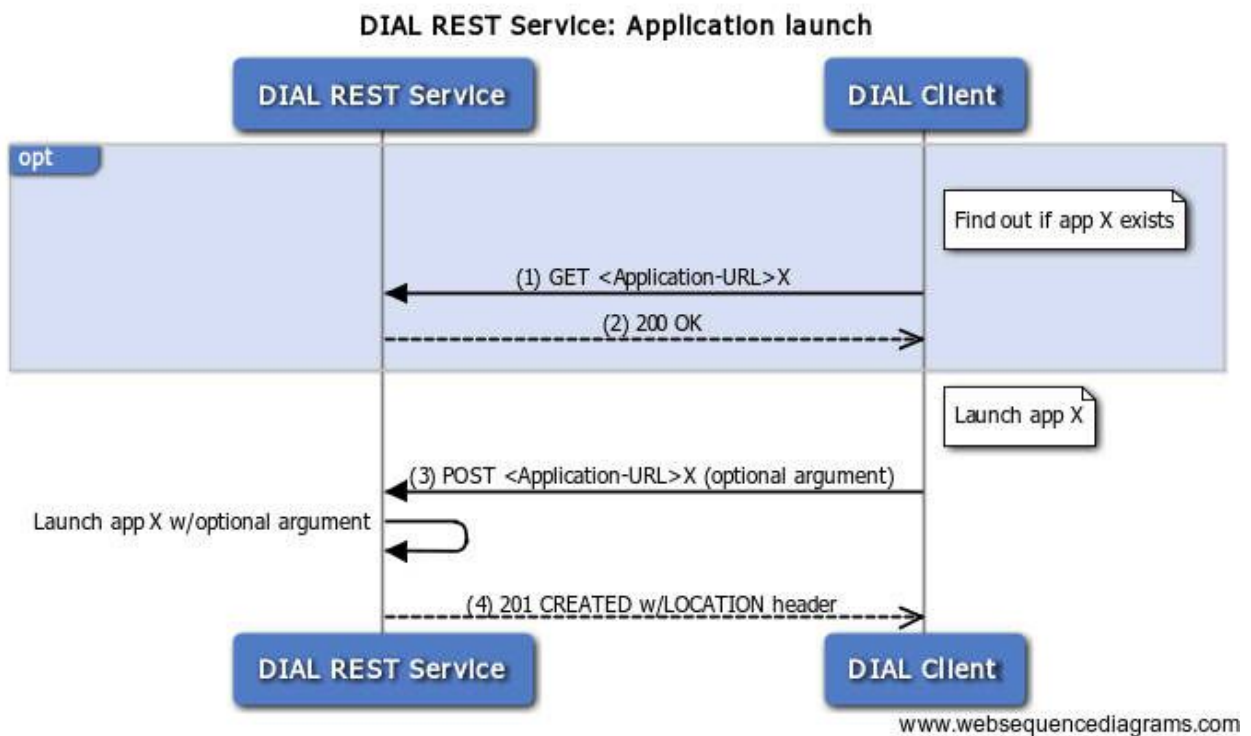 DIAL REST Service: Application launch
DIAL REST Service
DIAL Client
opt
Find out if app X exists
(1) GET <Application-URL>X
(2) 200 OK
Launch app X
(3) POST <Application-URL>X (optional argument)
Launch app X w/optional argument
(4) 201 CREATED w/LOCATION header
DIAL REST Service
DIAL Client
www.websequencediagrams.com